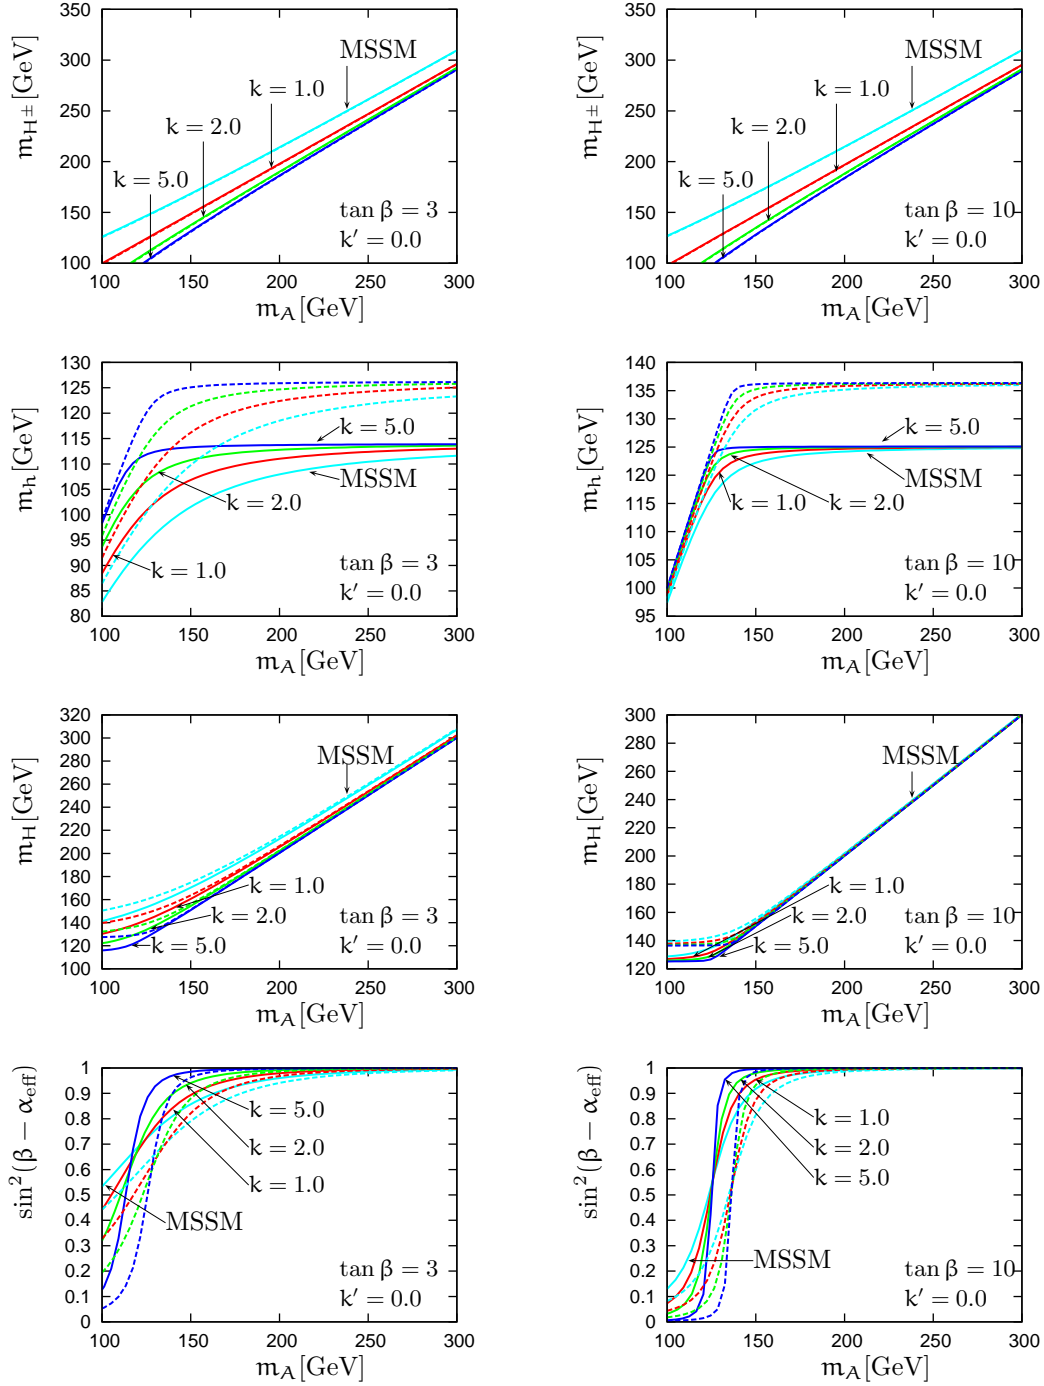 350
300
250
200
150
100
100 150 200 250 300
m_H± [GeV]
m_A [GeV]
MSSM
k = 1.0
k = 2.0
k = 5.0
tan β = 3
k′ = 0.0
350
300
250
200
150
100
100 150 200 250 300
m_H± [GeV]
m_A [GeV]
MSSM
k = 1.0
k = 2.0
k = 5.0
tan β = 10
k′ = 0.0
130
125
120
115
110
105
100
95
90
85
80
100 150 200 250 300
m_h [GeV]
m_A [GeV]
k = 5.0
MSSM
k = 2.0
k = 1.0
tan β = 3
k′ = 0.0
140
135
130
125
120
115
110
105
100
95
100 150 200 250 300
m_h [GeV]
m_A [GeV]
k = 5.0
MSSM
k = 1.0
k = 2.0
tan β = 10
k′ = 0.0
320
300
280
260
240
220
200
180
160
140
120
100
100 150 200 250 300
m_H [GeV]
m_A [GeV]
MSSM
k = 1.0
k = 2.0
k = 5.0
tan β = 3
k′ = 0.0
300
280
260
240
220
200
180
160
140
120
100 150 200 250 300
m_H [GeV]
m_A [GeV]
MSSM
k = 1.0
k = 2.0
k = 5.0
tan β = 10
k′ = 0.0
1
0.9
0.8
0.7
0.6
0.5
0.4
0.3
0.2
0.1
0
100 150 200 250 300
sin²(β − α_eff)
m_A [GeV]
k = 5.0
k = 2.0
k = 1.0
MSSM
tan β = 3
k′ = 0.0
1
0.9
0.8
0.7
0.6
0.5
0.4
0.3
0.2
0.1
0
100 150 200 250 300
sin²(β − α_eff)
m_A [GeV]
k = 1.0
k = 2.0
k = 5.0
MSSM
tan β = 10
k′ = 0.0